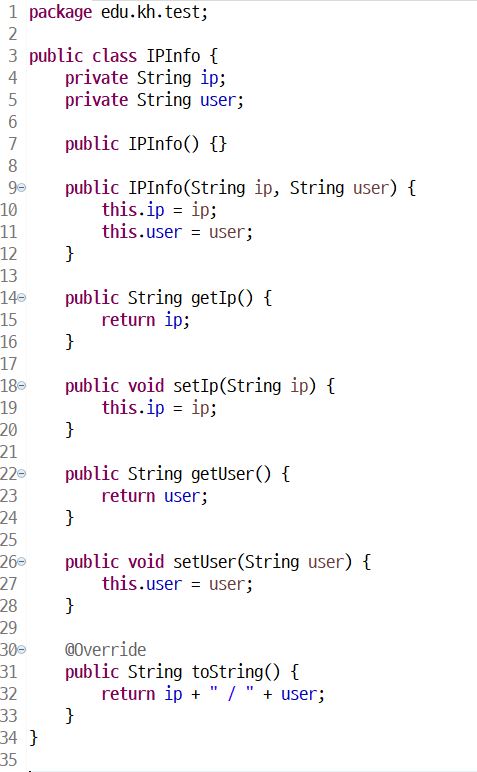 1 package edu.kh.test;
2
3 public class IPInfo {
4     private String ip;
5     private String user;
6
7     public IPInfo() {}
8
9     public IPInfo(String ip, String user) {
10         this.ip = ip;
11         this.user = user;
12     }
13
14     public String getIp() {
15         return ip;
16     }
17
18     public void setIp(String ip) {
19         this.ip = ip;
20     }
21
22     public String getUser() {
23         return user;
24     }
25
26     public void setUser(String user) {
27         this.user = user;
28     }
29
30     @Override
31     public String toString() {
32         return ip + " / " + user;
33     }
34 }
35